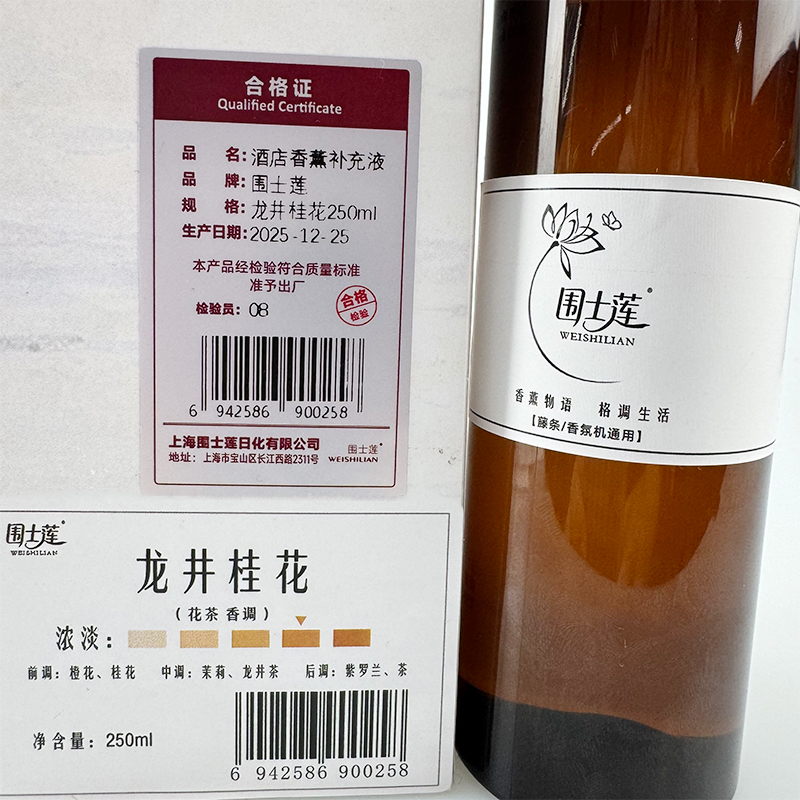 合格证
Qualified Certificate
品 名：酒店香薰补充液
品 牌：围士莲
规 格：龙井桂花250ml
生产日期：2025-12-25
本产品经检验符合质量标准
准予出厂
检验员：08
合格
检验
6 942586 900258
上海围士莲日化有限公司
地址：上海市宝山区长江西路2311号
围士莲
WEISHILIAN
围士莲
WEISHILIAN
龙井桂花
（花茶香调）
浓淡：
前调：橙花、桂花 中调：茉莉、龙井茶 后调：紫罗兰、茶
净含量：250ml
6 942586 900258
围士莲
WEISHILIAN
香薰物语 格调生活
【藤条/香氛机通用】